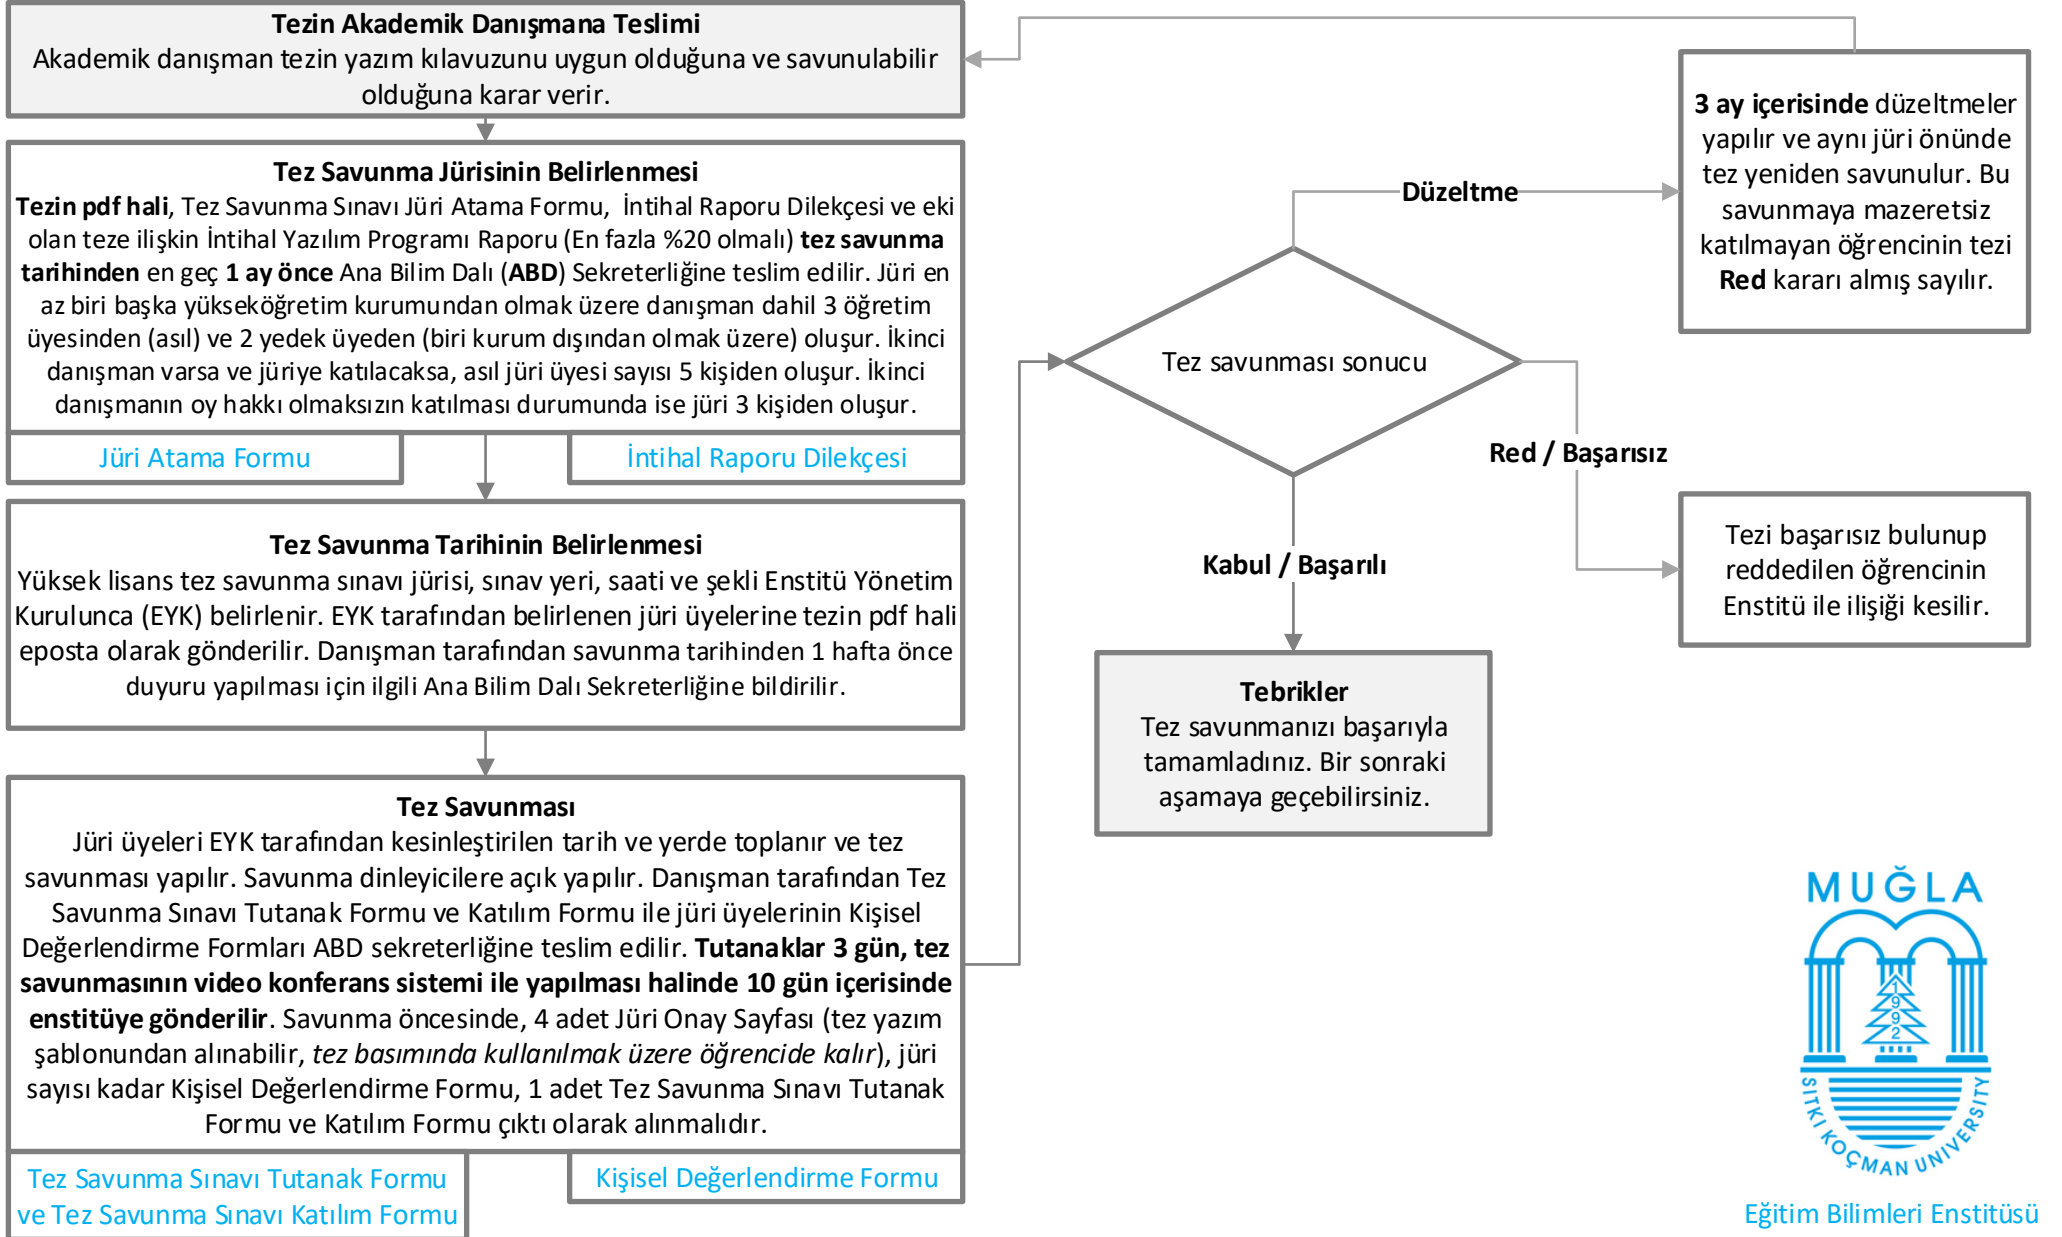 Tezin Akademik Danışmana Teslimi
Akademik danışman tezin yazım kılavuzunu uygun olduğuna ve savunulabilir
olduğuna karar verir.
Tez Savunma Jürisinin Belirlenmesi
Tezin pdf hali, Tez Savunma Sınavı Jüri Atama Formu, İntihal Raporu Dilekçesi ve eki
olan teze ilişkin İntihal Yazılım Programı Raporu (En fazla %20 olmalı) tez savunma
tarihinden en geç 1 ay önce Ana Bilim Dalı (ABD) Sekreterliğine teslim edilir. Jüri en
az biri başka yükseköğretim kurumundan olmak üzere danışman dahil 3 öğretim
üyesinden (asıl) ve 2 yedek üyeden (biri kurum dışından olmak üzere) oluşur. İkinci
danışman varsa ve jüriye katılacaksa, asıl jüri üyesi sayısı 5 kişiden oluşur. İkinci
danışmanın oy hakkı olmaksızın katılması durumunda ise jüri 3 kişiden oluşur.
Jüri Atama Formu
İntihal Raporu Dilekçesi
Tez Savunma Tarihinin Belirlenmesi
Yüksek lisans tez savunma sınavı jürisi, sınav yeri, saati ve şekli Enstitü Yönetim
Kurulunca (EYK) belirlenir. EYK tarafından belirlenen jüri üyelerine tezin pdf hali
eposta olarak gönderilir. Danışman tarafından savunma tarihinden 1 hafta önce
duyuru yapılması için ilgili Ana Bilim Dalı Sekreterliğine bildirilir.
Tez Savunması
Jüri üyeleri EYK tarafından kesinleştirilen tarih ve yerde toplanır ve tez
savunması yapılır. Savunma dinleyicilere açık yapılır. Danışman tarafından Tez
Savunma Sınavı Tutanak Formu ve Katılım Formu ile jüri üyelerinin Kişisel
Değerlendirme Formları ABD sekreterliğine teslim edilir. Tutanaklar 3 gün, tez
savunmasının video konferans sistemi ile yapılması halinde 10 gün içerisinde
enstitüye gönderilir. Savunma öncesinde, 4 adet Jüri Onay Sayfası (tez yazım
şablonundan alınabilir, tez basımında kullanılmak üzere öğrencide kalır), jüri
sayısı kadar Kişisel Değerlendirme Formu, 1 adet Tez Savunma Sınavı Tutanak
Formu ve Katılım Formu çıktı olarak alınmalıdır.
Tez Savunma Sınavı Tutanak Formu
ve Tez Savunma Sınavı Katılım Formu
Kişisel Değerlendirme Formu
Tez savunması sonucu
Düzeltme
3 ay içerisinde düzeltmeler
yapılır ve aynı jüri önünde
tez yeniden savunulur. Bu
savunmaya mazeretsiz
katılmayan öğrencinin tezi
Red kararı almış sayılır.
Red / Başarısız
Tezi başarısız bulunup
reddedilen öğrencinin
Enstitü ile ilişiği kesilir.
Kabul / Başarılı
Tebrikler
Tez savunmanızı başarıyla
tamamladınız. Bir sonraki
aşamaya geçebilirsiniz.
MUĞLA
1992
SITKI KOÇMAN UNIVERSITY
Eğitim Bilimleri Enstitüsü